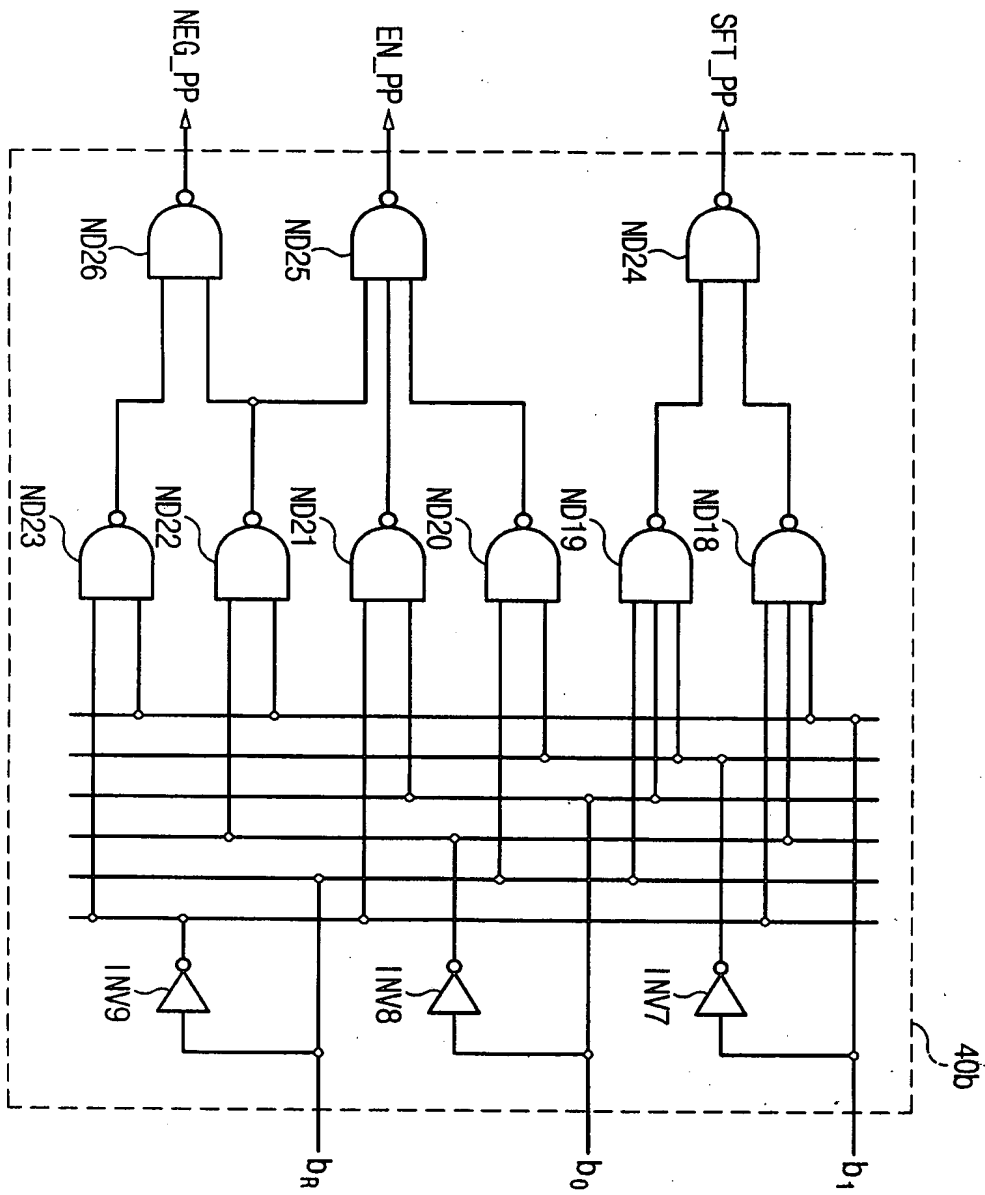 40b
b1
b0
bR
INV7
INV8
INV9
ND18
ND19
ND20
ND21
ND22
ND23
ND24
ND25
ND26
SFT_PP
EN_PP
NEG_PP